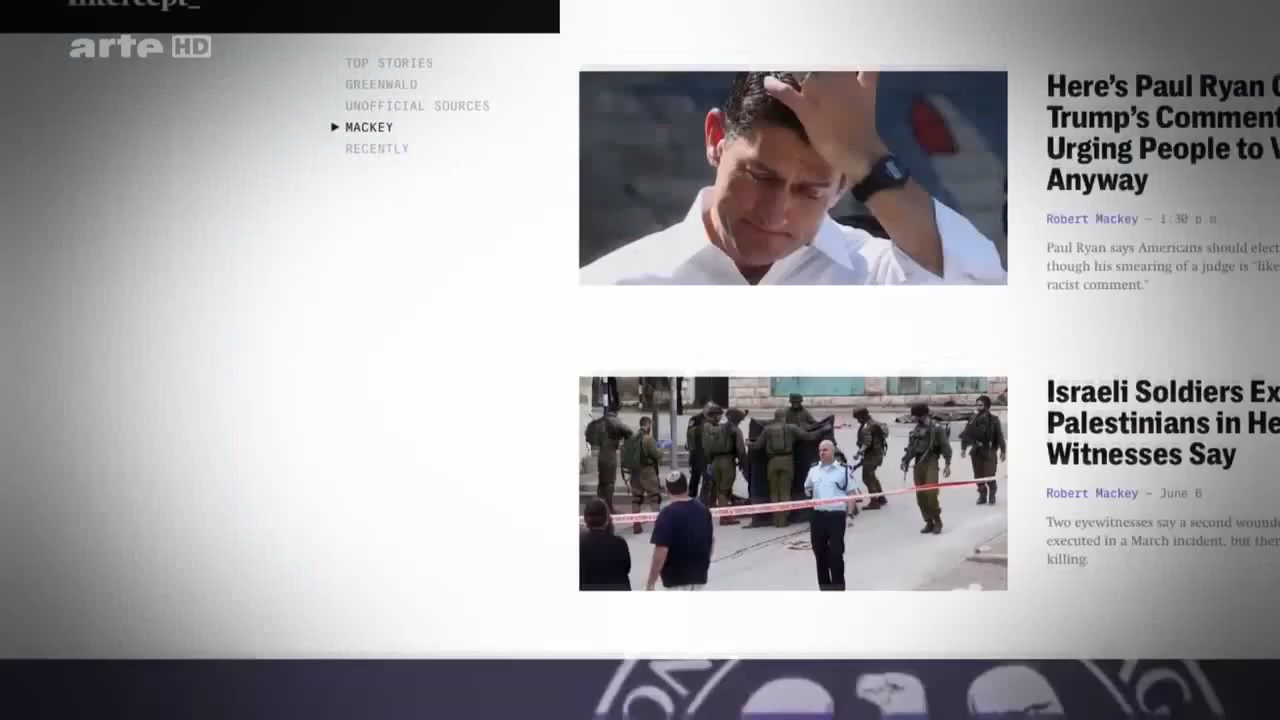 Intercept_
arte HD
TOP STORIES
GREENWALD
UNOFFICIAL SOURCES
▶ MACKEY
RECENTLY
Here's Paul Ryan
Trump's Comment
Urging People to
Anyway
Robert Mackey – 1:30 p
Paul Ryan says Americans should elect
though his smearing of a judge is "like
racist comment."
Israeli Soldiers Ex
Palestinians in He
Witnesses Say
Robert Mackey – June 6
Two eyewitnesses say a second wound
executed in a March incident, but ther
killing.